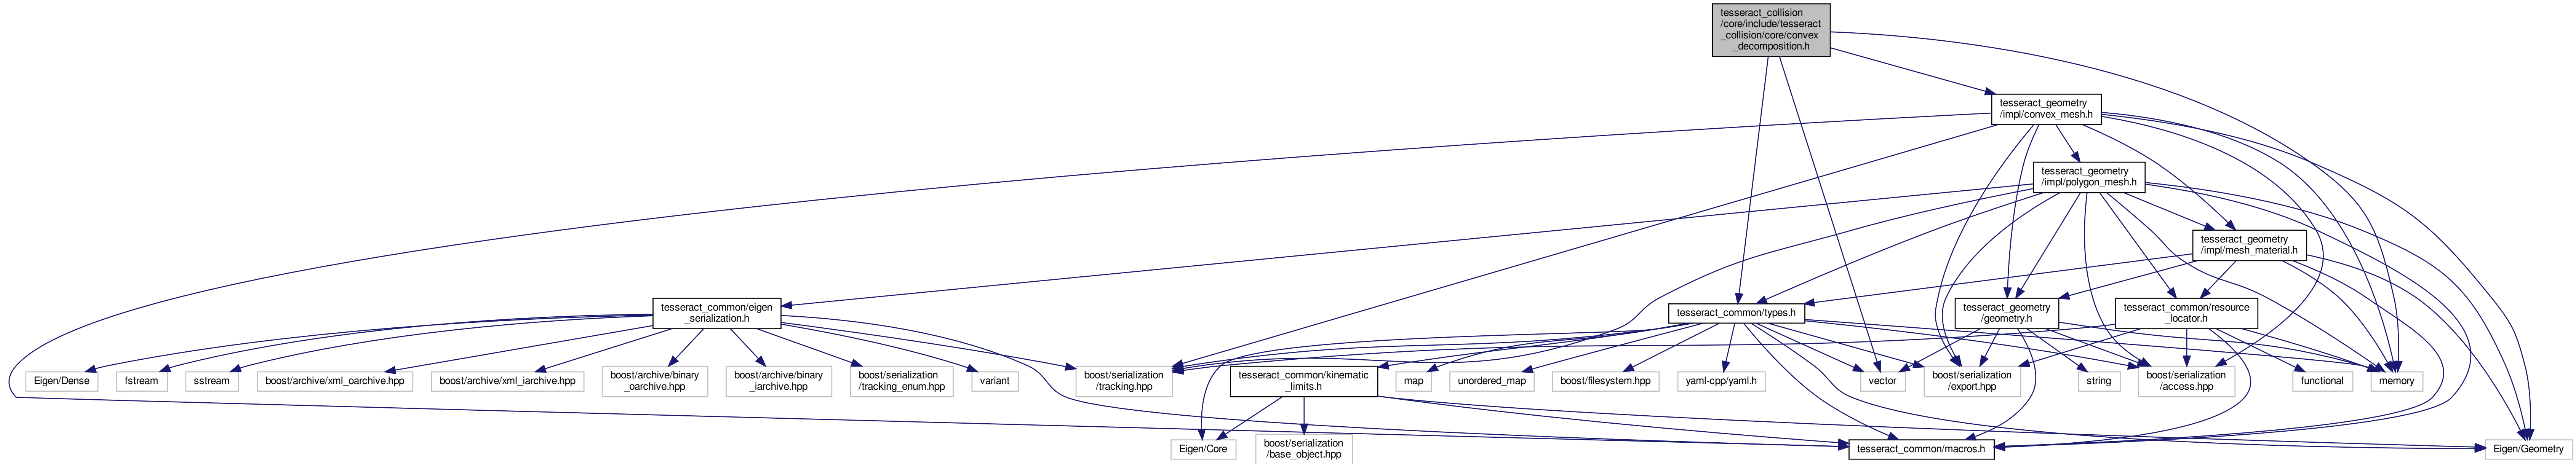 tesseract_collision
/core/include/tesseract
_collision/core/convex
_decomposition.h
tesseract_geometry
/impl/convex_mesh.h
tesseract_geometry
/impl/polygon_mesh.h
tesseract_geometry
/impl/mesh_material.h
tesseract_common/eigen
_serialization.h
tesseract_common/types.h
tesseract_geometry
/geometry.h
tesseract_common/resource
_locator.h
Eigen/Dense
fstream
sstream
boost/archive/xml_oarchive.hpp
boost/archive/xml_iarchive.hpp
boost/archive/binary
_oarchive.hpp
boost/archive/binary
_iarchive.hpp
boost/serialization
/tracking_enum.hpp
variant
boost/serialization
/tracking.hpp
tesseract_common/kinematic
_limits.h
map
unordered_map
boost/filesystem.hpp
yaml-cpp/yaml.h
vector
boost/serialization
/export.hpp
string
boost/serialization
/access.hpp
functional
memory
Eigen/Core
boost/serialization
/base_object.hpp
tesseract_common/macros.h
Eigen/Geometry